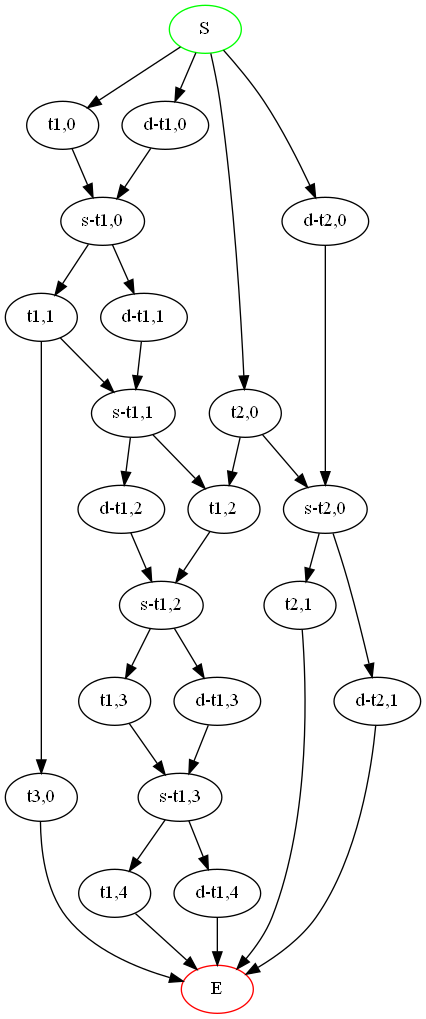 S
t1,0
d-t1,0
s-t1,0
d-t2,0
t1,1
d-t1,1
s-t1,1
t2,0
d-t1,2
t1,2
s-t2,0
s-t1,2
t2,1
t1,3
d-t1,3
d-t2,1
t3,0
s-t1,3
t1,4
d-t1,4
E